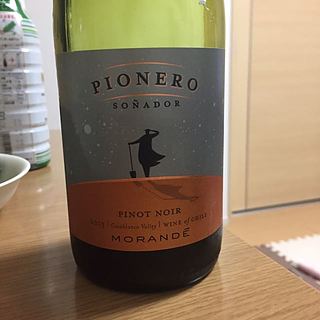 PIONERO
SOÑADOR
PINOT NOIR
Casablanca Valley | WINE of CHILE
MORANDÉ